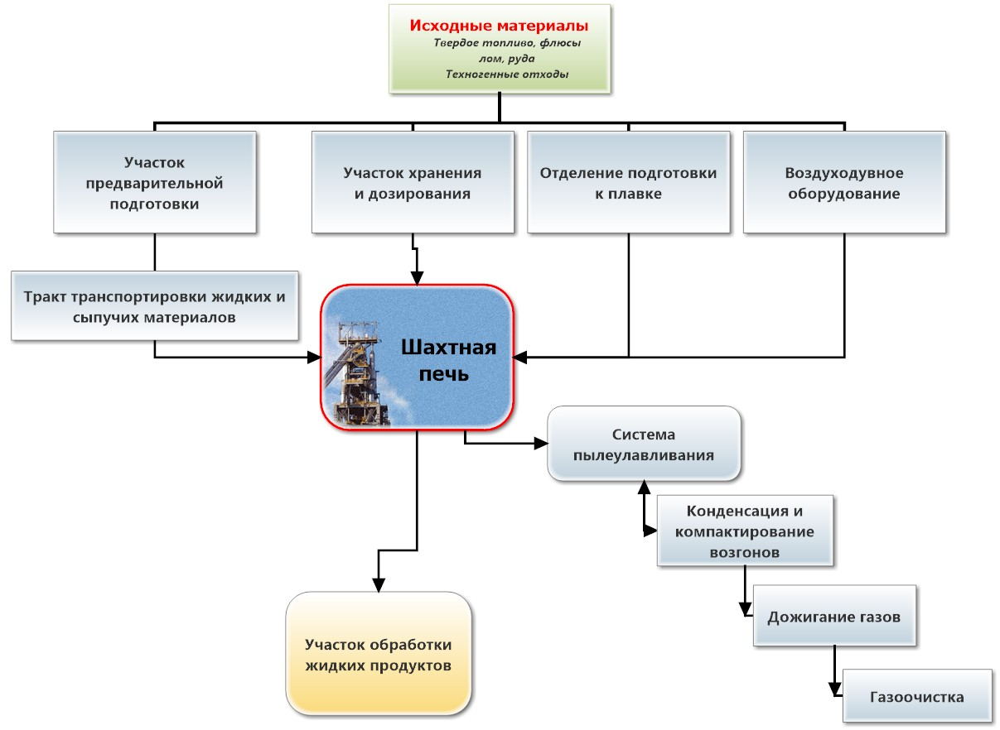 Исходные материалы
Твердое топливо, флюсы
лом, руда
Техногенные отходы
Участок
предварительной
подготовки
Участок хранения
и дозирования
Отделение подготовки
к плавке
Воздуходувное
оборудование
Тракт транспортировки жидких и
сыпучих материалов
Шахтная
печь
Система
пылеулавливания
Конденсация и
компактирование
возгонов
Дожигание газов
Газоочистка
Участок обработки
жидких продуктов